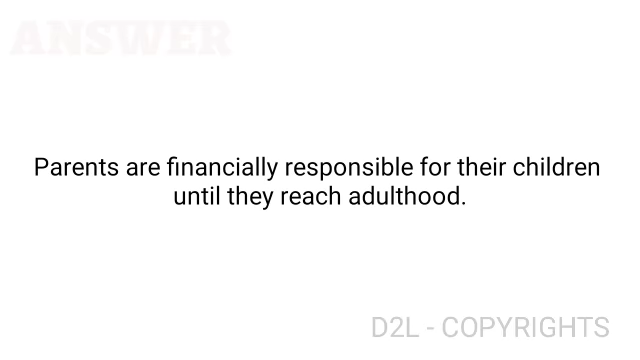 ANSWER
Parents are financially responsible for their children
until they reach adulthood.
D2L - COPYRIGHTS